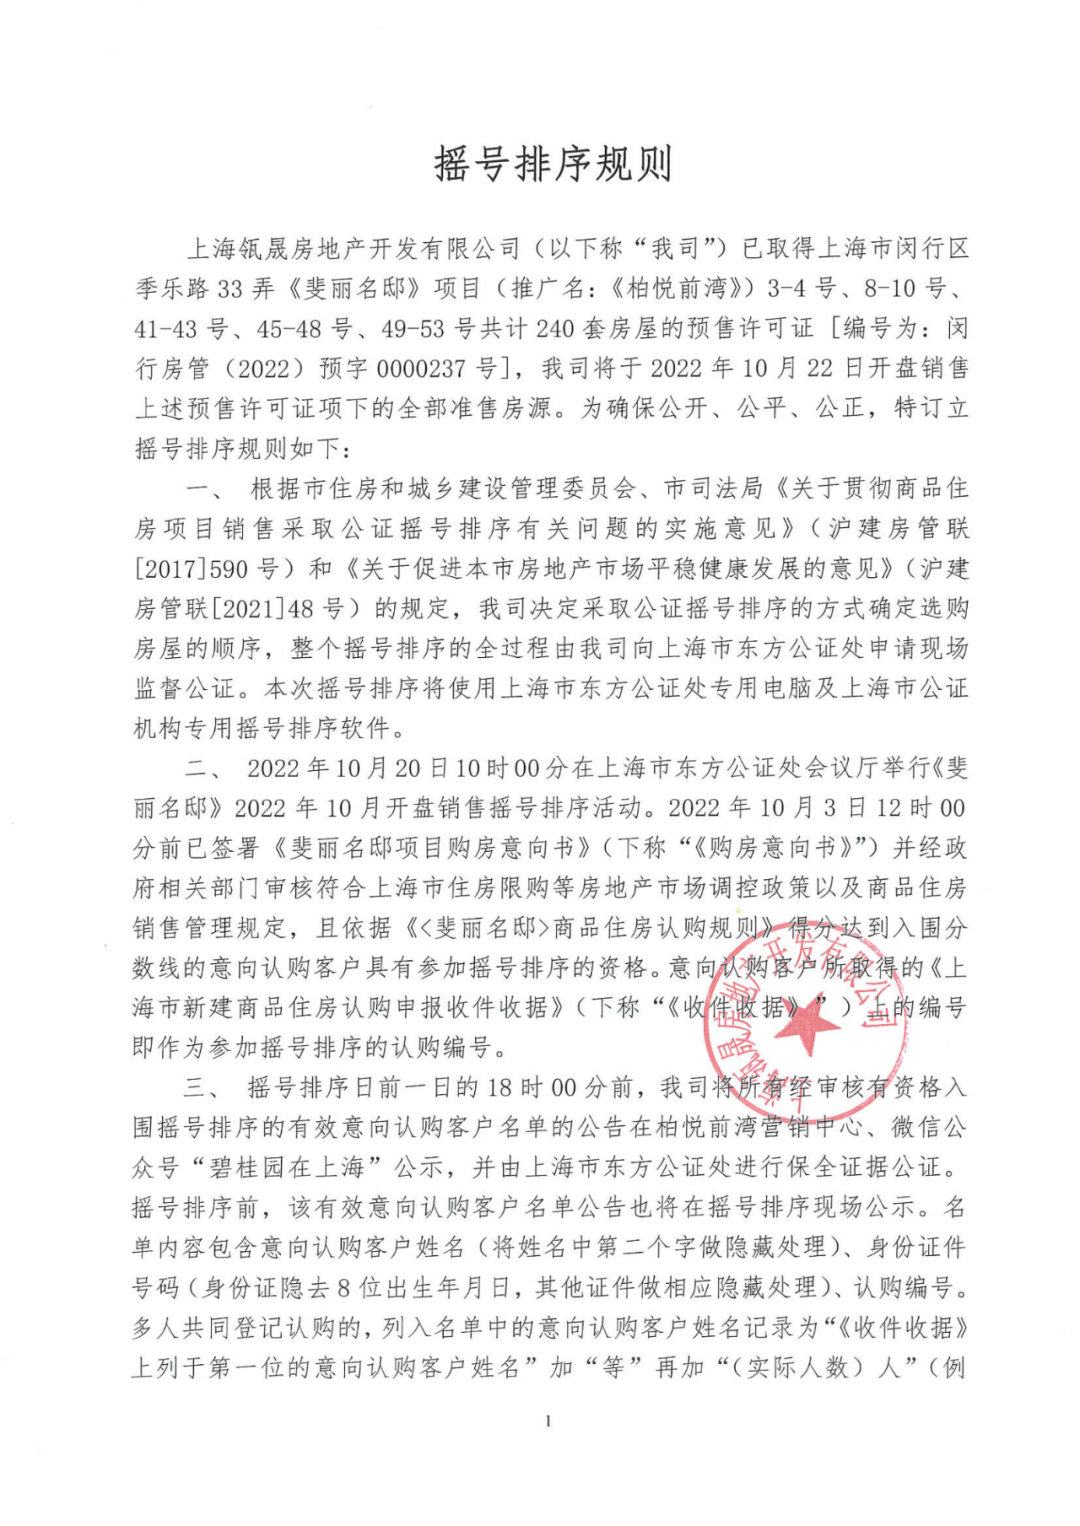 摇号排序规则
上海瓴晟房地产开发有限公司（以下称“我司”）已取得上海市闵行区
季乐路 33 弄《斐丽名邸》项目（推广名：《柏悦前湾》）3-4 号、8-10 号、
41-43 号、45-48 号、49-53 号共计 240 套房屋的预售许可证 [编号为：闵
行房管（2022）预字 0000237 号]，我司将于 2022 年 10 月 22 日开盘销售
上述预售许可证项下的全部准售房源。为确保公开、公平、公正，特订立
摇号排序规则如下：
一、 根据市住房和城乡建设管理委员会、市司法局《关于贯彻商品住
房项目销售采取公证摇号排序有关问题的实施意见》（沪建房管联
[2017]590 号）和《关于促进本市房地产市场平稳健康发展的意见》（沪建
房管联[2021]48 号）的规定，我司决定采取公证摇号排序的方式确定选购
房屋的顺序，整个摇号排序的全过程由我司向上海市东方公证处申请现场
监督公证。本次摇号排序将使用上海市东方公证处专用电脑及上海市公证
机构专用摇号排序软件。
二、 2022 年 10 月 20 日 10 时 00 分在上海市东方公证处会议厅举行《斐
丽名邸》2022 年 10 月开盘销售摇号排序活动。2022 年 10 月 3 日 12 时 00
分前已签署《斐丽名邸项目购房意向书》（下称“《购房意向书》”）并经政
府相关部门审核符合上海市住房限购等房地产市场调控政策以及商品住房
销售管理规定，且依据《<斐丽名邸>商品住房认购规则》得分达到入围分
数线的意向认购客户具有参加摇号排序的资格。意向认购客户所取得的《上
海市新建商品住房认购申报收件收据》（下称“《收件收据》”）上的编号
即作为参加摇号排序的认购编号。
三、 摇号排序日前一日的 18 时 00 分前，我司将所有经审核有资格入
围摇号排序的有效意向认购客户名单的公告在柏悦前湾营销中心、微信公
众号“碧桂园在上海”公示，并由上海市东方公证处进行保全证据公证。
摇号排序前，该有效意向认购客户名单公告也将在摇号排序现场公示。名
单内容包含意向认购客户姓名（将姓名中第二个字做隐藏处理）、身份证件
号码（身份证隐去 8 位出生年月日，其他证件做相应隐藏处理）、认购编号。
多人共同登记认购的，列入名单中的意向认购客户姓名记录为“《收件收据》
上列于第一位的意向认购客户姓名”加“等”再加“（实际人数）人”（例
上海瓴晟房地产开发有限公司
1